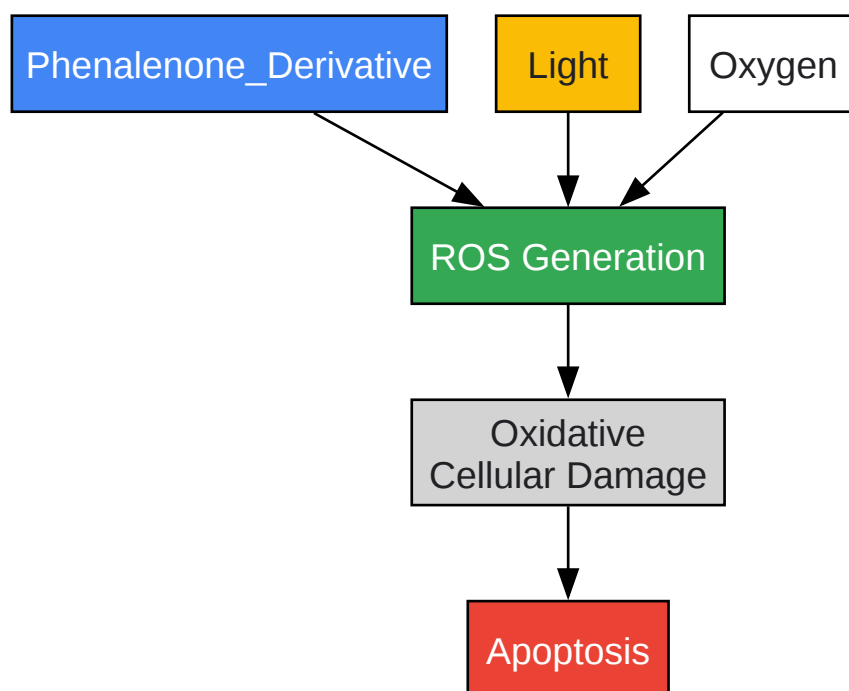 Phenalenone_Derivative
Light
Oxygen
ROS Generation
Oxidative
Cellular Damage
Apoptosis